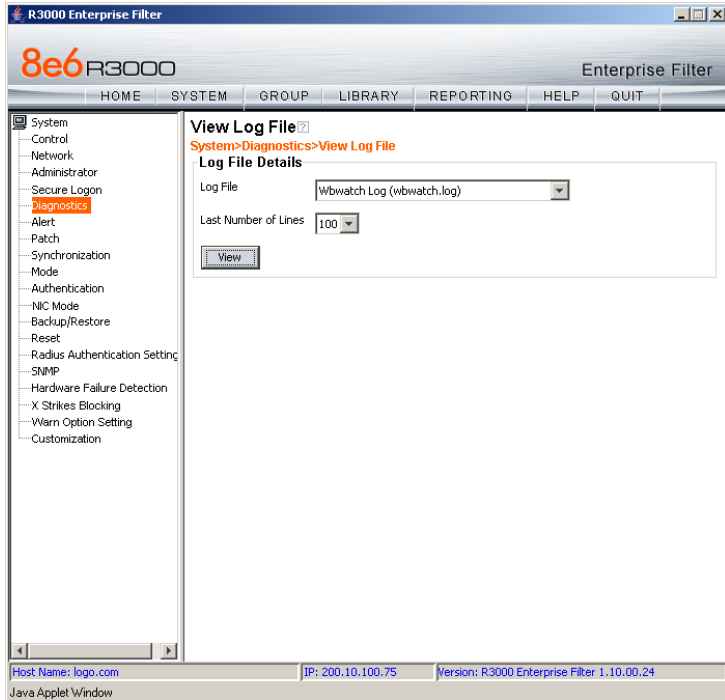 R3000 Enterprise Filter
8e6 R3000
Enterprise Filter
HOME SYSTEM GROUP LIBRARY REPORTING HELP QUIT
System
Control
Network
Administrator
Secure Logon
Diagnostics
Alert
Patch
Synchronization
Mode
Authentication
NIC Mode
Backup/Restore
Reset
Radius Authentication Setting
SNMP
Hardware Failure Detection
X Strikes Blocking
Warn Option Setting
Customization
View Log File?
System>Diagnostics>View Log File
Log File Details
Log File Wbwatch Log (wbwatch.log)
Last Number of Lines 100
View
Host Name: logo.com IP: 200.10.100.75 Version: R3000 Enterprise Filter 1.10.00.24
Java Applet Window